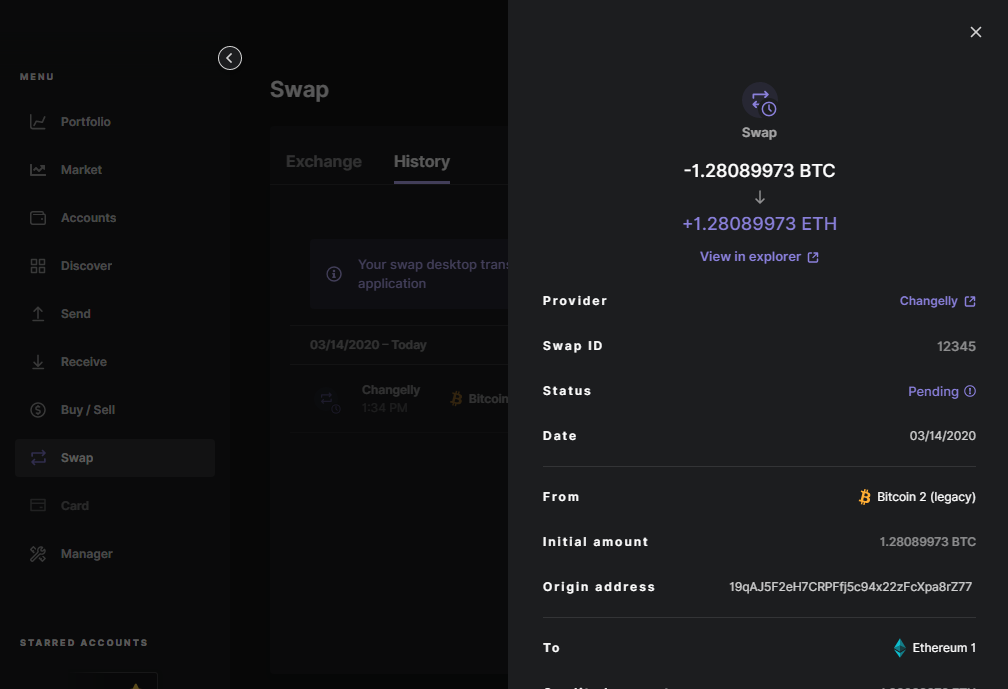 MENU
Portfolio
Market
Accounts
Discover
Send
Receive
Buy / Sell
Swap
Card
Manager
STARRED ACCOUNTS
Swap
Exchange
History
Your swap desktop
application
03/14/2020 – Today
Changelly
1:34 PM
Bitcoin
Swap
-1.28089973 BTC
+1.28089973 ETH
View in explorer
Provider
Changelly
Swap ID
12345
Status
Pending
Date
03/14/2020
From
Bitcoin 2 (legacy)
Initial amount
1.28089973 BTC
Origin address
19qAJ5F2eH7CRPFfj5c94x22zFcXpa8rZ77
To
Ethereum 1